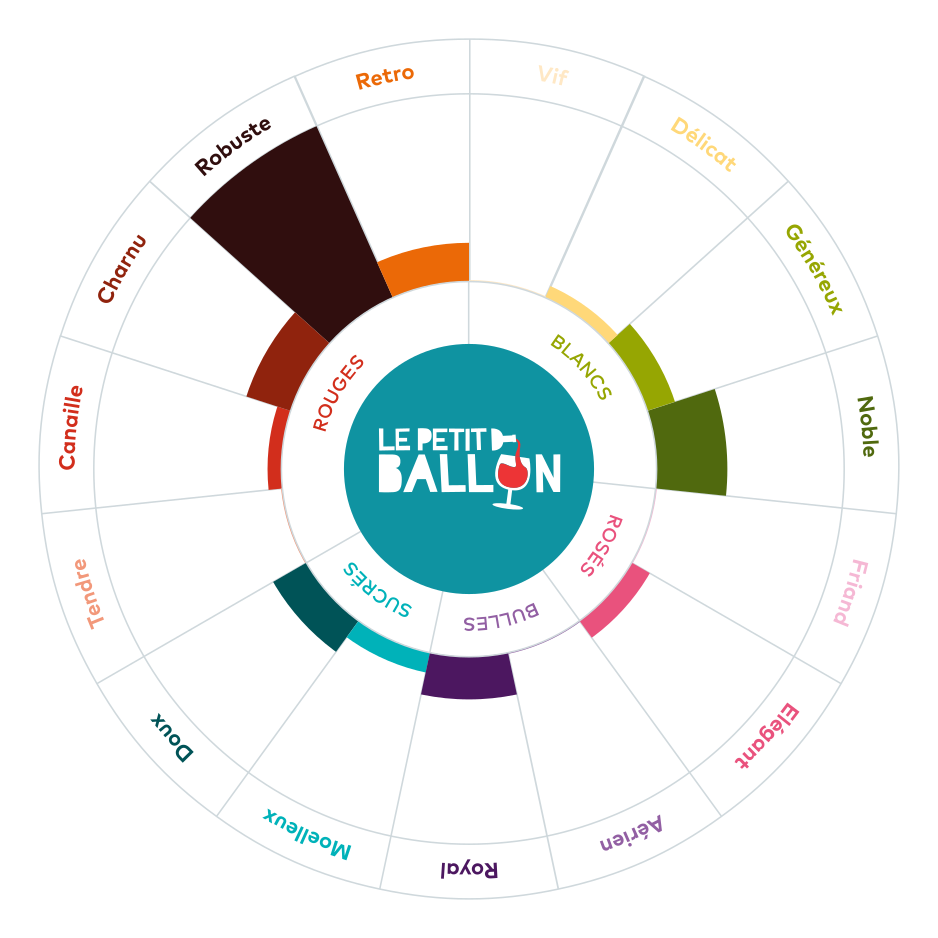 Vif
Délicat
Généreux
Noble
Friand
Elégant
Aérien
Royal
Moelleux
Doux
Tendre
Canaille
Charnu
Robuste
Retro
BLANCS
ROSÉS
BULLES
SUCRÉS
ROUGES
LE PETIT
BALLON